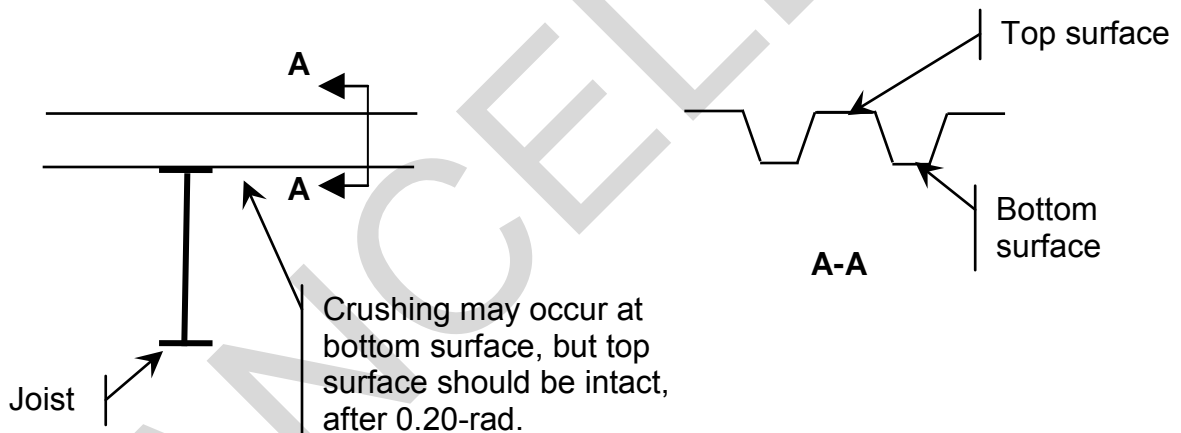 A
A
Top surface
Bottom
surface
A-A
Crushing may occur at
bottom surface, but top
surface should be intact,
after 0.20-rad.
Joist